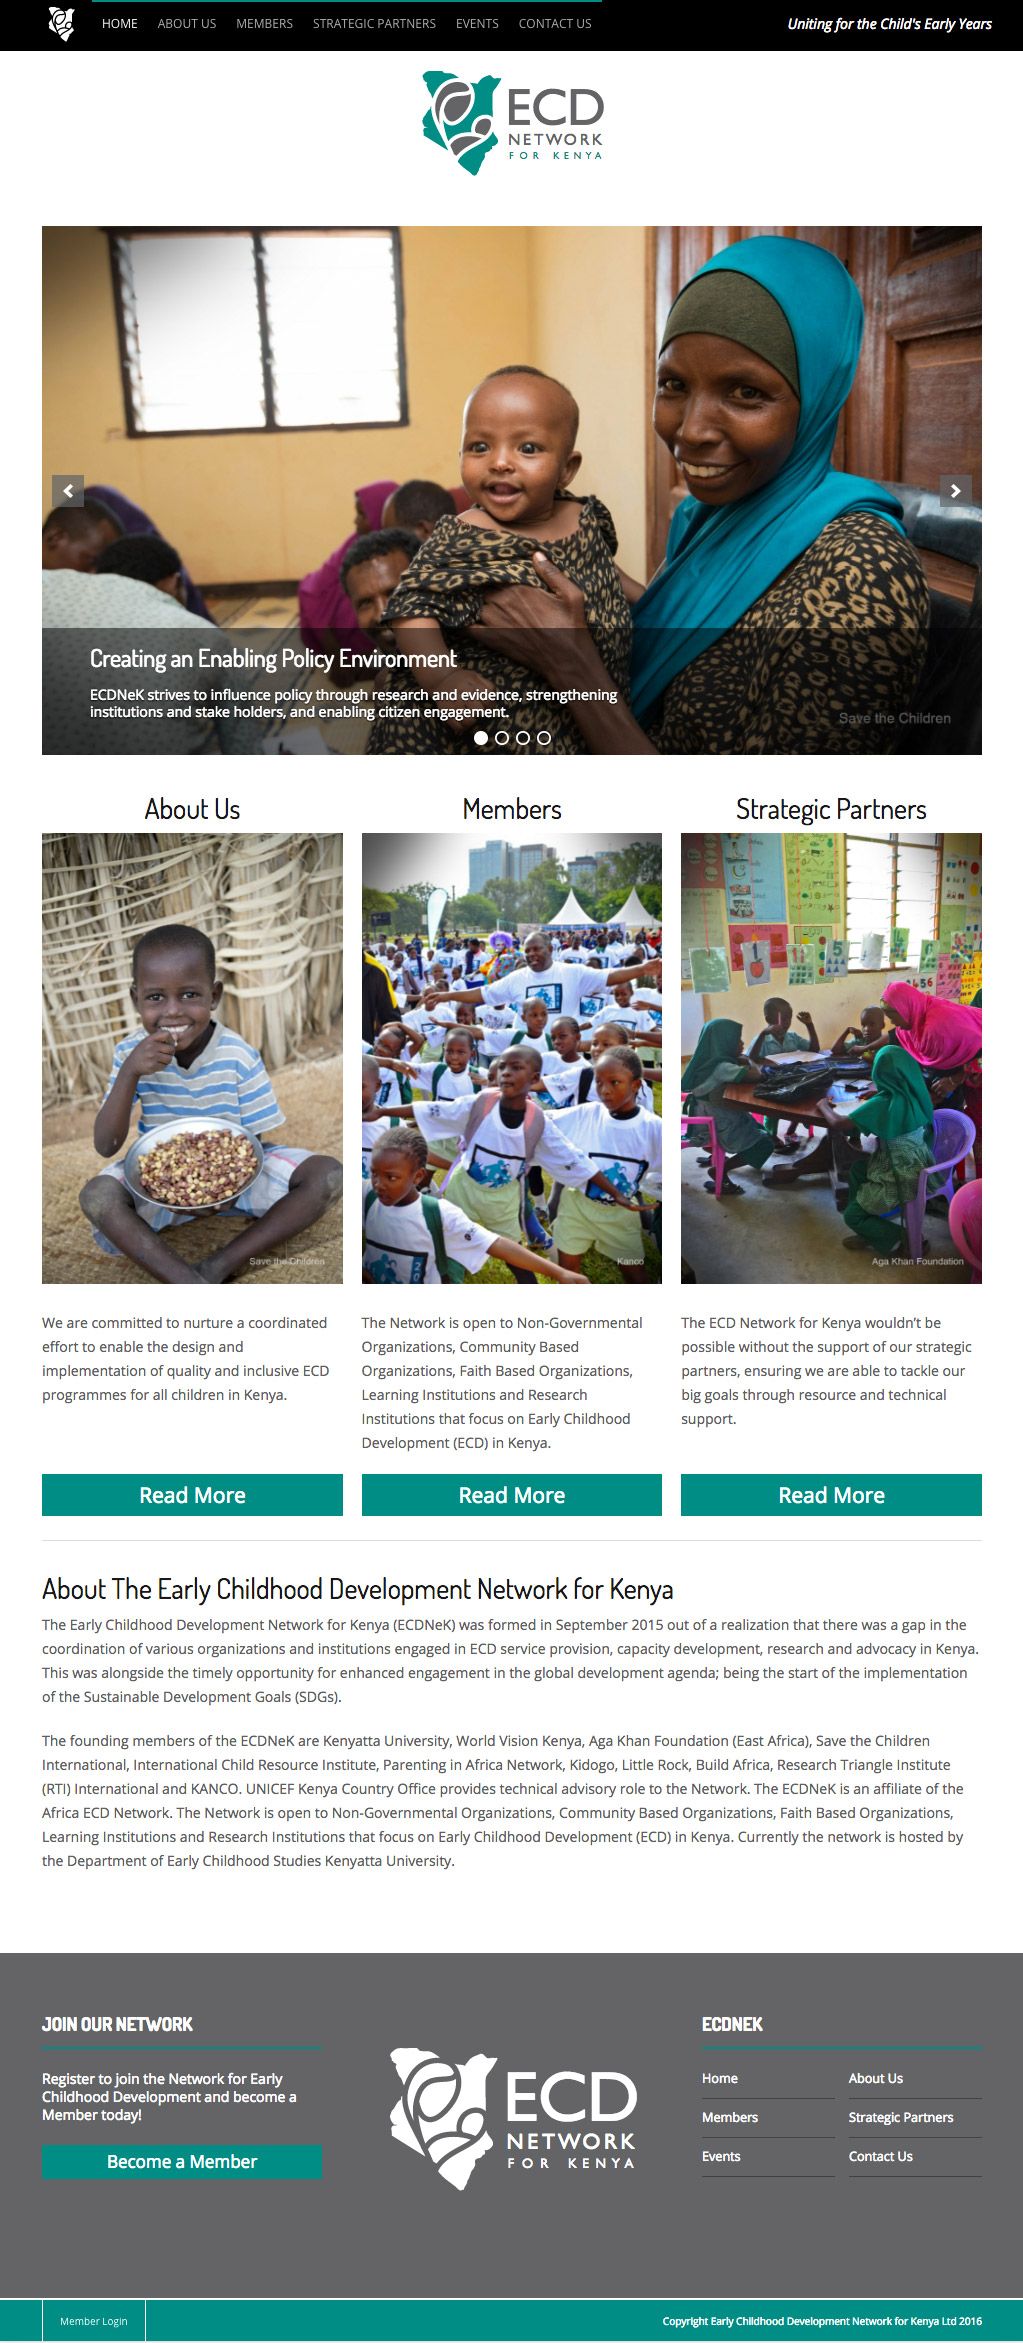 HOME ABOUT US MEMBERS STRATEGIC PARTNERS EVENTS CONTACT US
Uniting for the Child's Early Years
ECD
NETWORK
FOR KENYA
Creating an Enabling Policy Environment
ECDNeK strives to influence policy through research and evidence, strengthening
institutions and stake holders, and enabling citizen engagement.
Save the Children
About Us
Save the Children
We are committed to nurture a coordinated
effort to enable the design and
implementation of quality and inclusive ECD
programmes for all children in Kenya.
Read More
Members
Kanco
The Network is open to Non-Governmental
Organizations, Community Based
Organizations, Faith Based Organizations,
Learning Institutions and Research
Institutions that focus on Early Childhood
Development (ECD) in Kenya.
Read More
Strategic Partners
Aga Khan Foundation
The ECD Network for Kenya wouldn’t be
possible without the support of our strategic
partners, ensuring we are able to tackle our
big goals through resource and technical
support.
Read More
About The Early Childhood Development Network for Kenya
The Early Childhood Development Network for Kenya (ECDNeK) was formed in September 2015 out of a realization that there was a gap in the
coordination of various organizations and institutions engaged in ECD service provision, capacity development, research and advocacy in Kenya.
This was alongside the timely opportunity for enhanced engagement in the global development agenda; being the start of the implementation
of the Sustainable Development Goals (SDGs).
The founding members of the ECDNeK are Kenyatta University, World Vision Kenya, Aga Khan Foundation (East Africa), Save the Children
International, International Child Resource Institute, Parenting in Africa Network, Kidogo, Little Rock, Build Africa, Research Triangle Institute
(RTI) International and KANCO. UNICEF Kenya Country Office provides technical advisory role to the Network. The ECDNeK is an affiliate of the
Africa ECD Network. The Network is open to Non-Governmental Organizations, Community Based Organizations, Faith Based Organizations,
Learning Institutions and Research Institutions that focus on Early Childhood Development (ECD) in Kenya. Currently the network is hosted by
the Department of Early Childhood Studies Kenyatta University.
JOIN OUR NETWORK
Register to join the Network for Early
Childhood Development and become a
Member today!
Become a Member
ECD
NETWORK
FOR KENYA
ECDNEK
Home
About Us
Members
Strategic Partners
Events
Contact Us
Member Login
Copyright Early Childhood Development Network for Kenya Ltd 2016